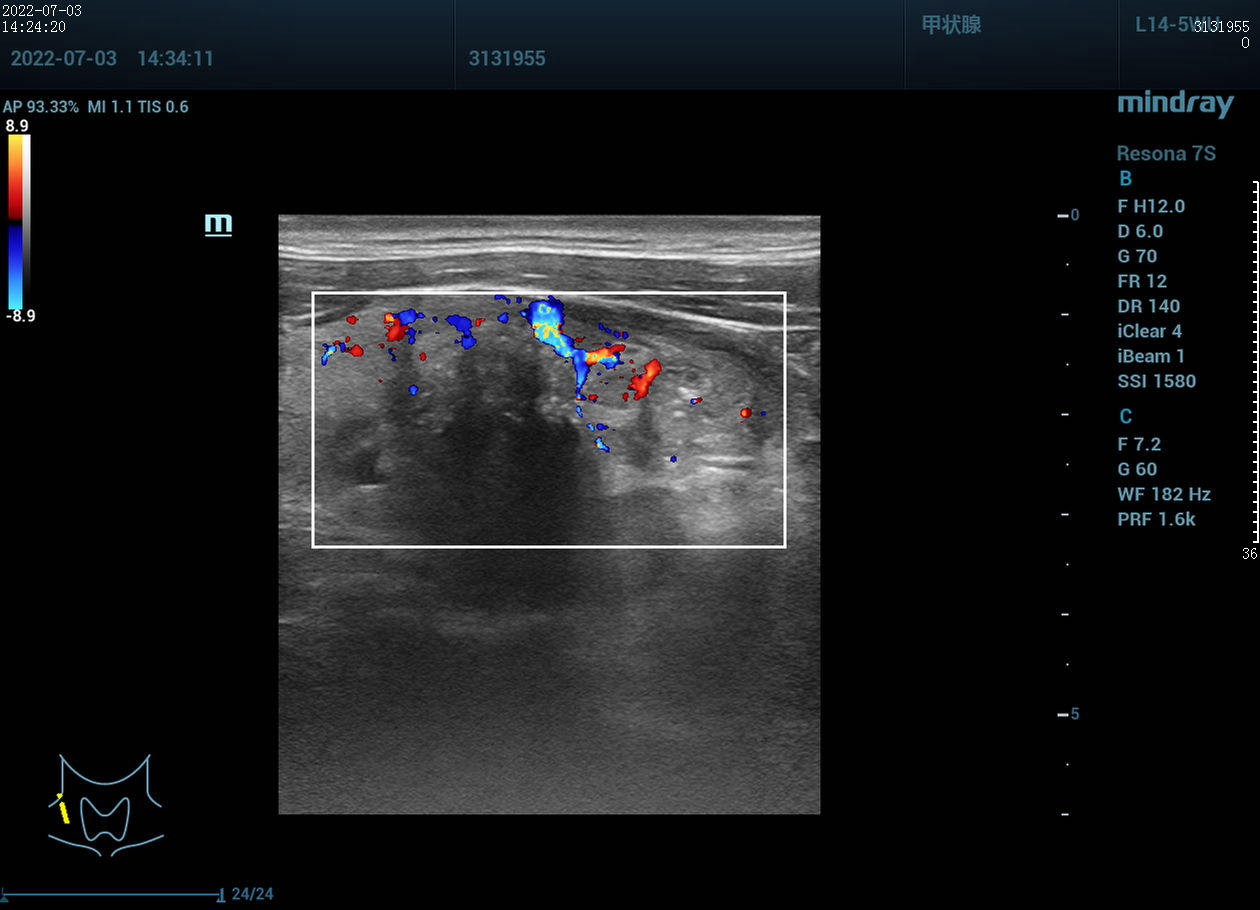 2022-07-03
14:24:20
2022-07-03 14:34:11
3131955
甲状腺
L14-5WU
3131955
0
AP 93.33% MI 1.1 TIS 0.6
8.9
-8.9
m
mindray
Resona 7S
B
F H12.0
D 6.0
G 70
FR 12
DR 140
iClear 4
iBeam 1
SSI 1580
C
F 7.2
G 60
WF 182 Hz
PRF 1.6k
0
5
36
24/24